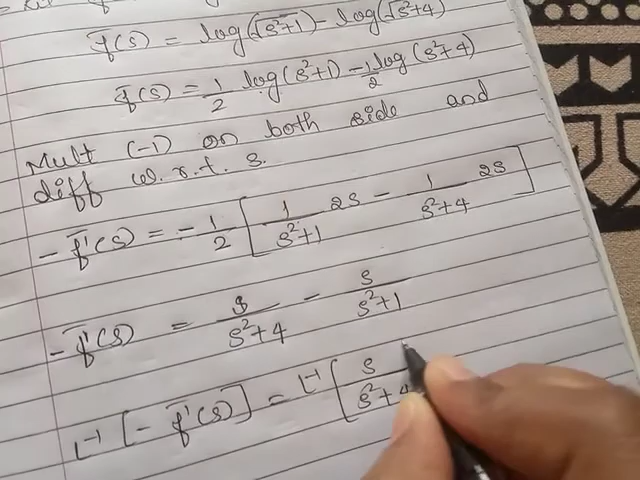 f̄(s) = log(√s²+1) - log(√s²+4)
f̄(s) = 1/2 log(s²+1) - 1/2 log(s²+4)
Mult (-1) on both side and
diff w.r.t. s.
- f̄'(s) = - 1/2 [ 1/s²+1 2s - 1/s²+4 2s ]
- f̄'(s) = s/s²+4 - s/s²+1
L⁻¹ [- f̄'(s)] = L⁻¹ [ s/s²+4